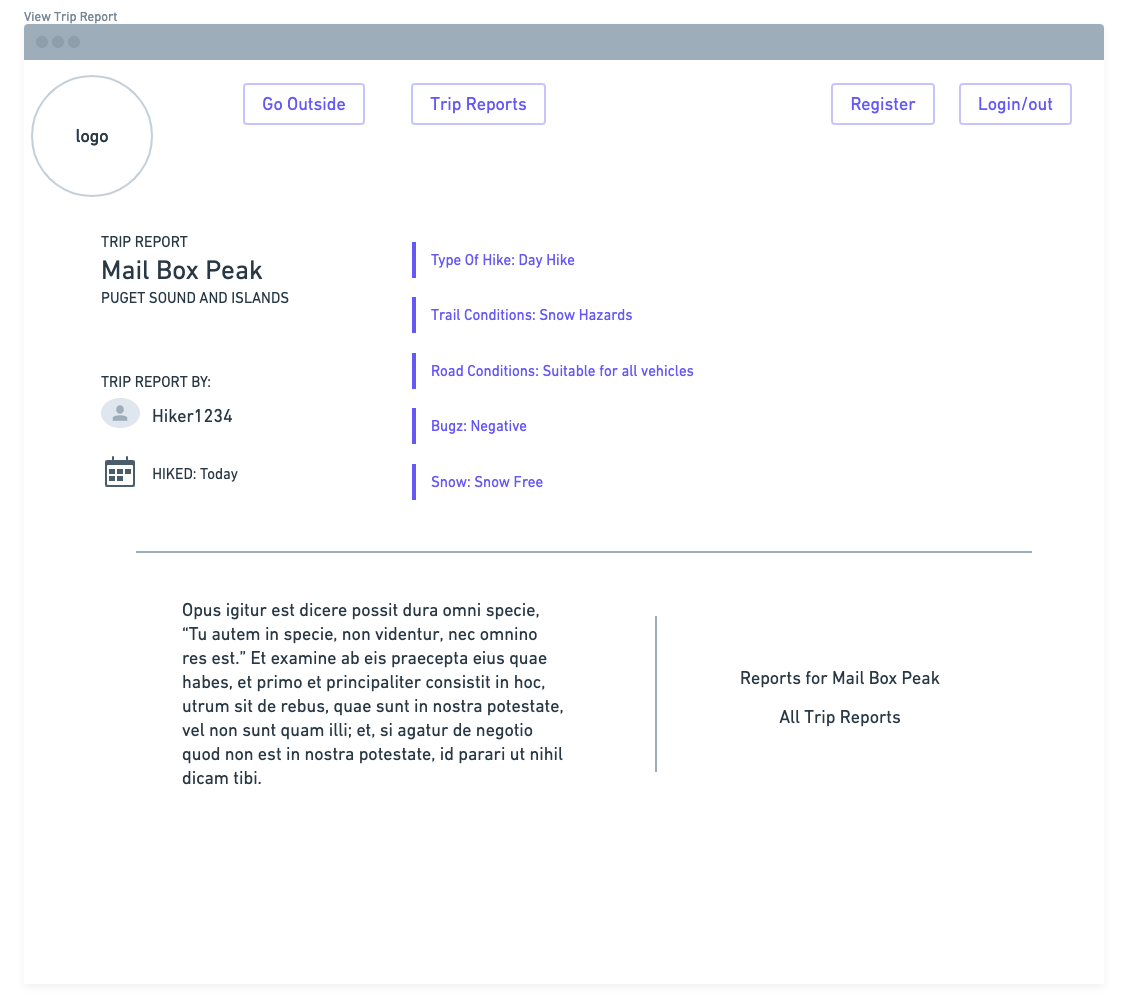 View Trip Report
logo
Go Outside
Trip Reports
Register
Login/out
TRIP REPORT
Mail Box Peak
PUGET SOUND AND ISLANDS
TRIP REPORT BY:
Hiker1234
HIKED: Today
Type Of Hike: Day Hike
Trail Conditions: Snow Hazards
Road Conditions: Suitable for all vehicles
Bugz: Negative
Snow: Snow Free
Opus igitur est dicere possit dura omni specie,
“Tu autem in specie, non videntur, nec omnino
res est.” Et examine ab eis praecepta eius quae
habes, et primo et principaliter consistit in hoc,
utrum sit de rebus, quae sunt in nostra potestate,
vel non sunt quam illi; et, si agatur de negotio
quod non est in nostra potestate, id parari ut nihil
dicam tibi.
Reports for Mail Box Peak
All Trip Reports